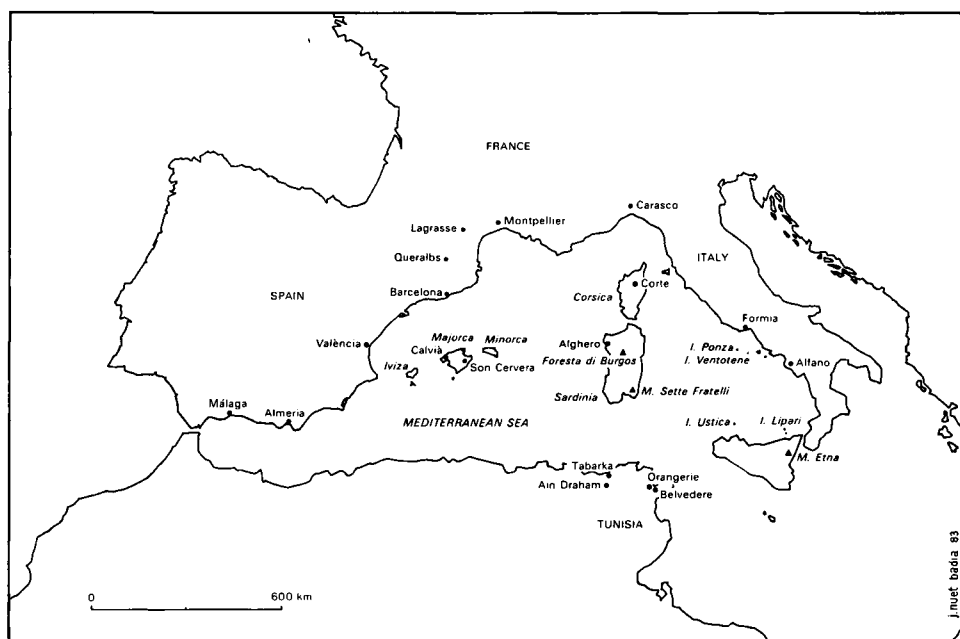 FRANCE
Carasco
Montpellier
Lagrasse
Queralbs
ITALY
Corte
SPAIN
Barcelona
Corsica
Formia
València
Majorca
Minorca
Alghero
I. Ponza
Calvià
I. Ventotene
Foresta di Burgos
Alfano
Iviza
Son Cervera
M. Sette Fratelli
Sardinia
Málaga
Almeria
MEDITERRANEAN SEA
I. Ustica
I. Lipari
M. Etna
Tabarka
Orangerie
Ain Draham
Belvedere
TUNISIA
0 600 km
j.nuet badia 83